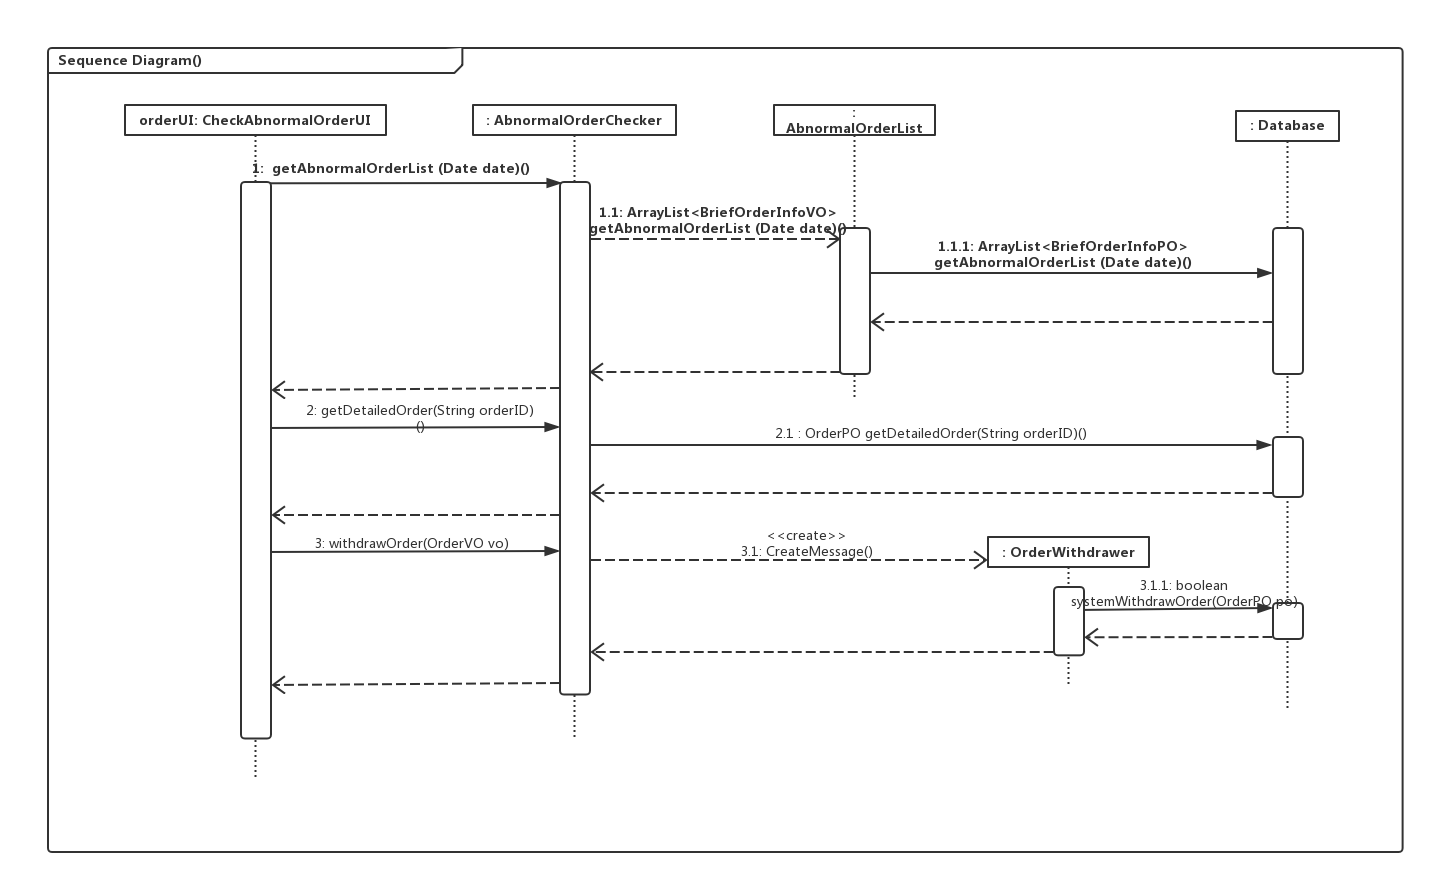 Sequence Diagram()
orderUI: CheckAbnormalOrderUI
: AbnormalOrderChecker
:
AbnormalOrderList
: Database
1:  getAbnormalOrderList (Date date)()
1.1: ArrayList<BriefOrderInfoVO>
getAbnormalOrderList (Date date)()
1.1.1: ArrayList<BriefOrderInfoPO>
getAbnormalOrderList (Date date)()
2: getDetailedOrder(String orderID)
()
2.1 : OrderPO getDetailedOrder(String orderID)()
3: withdrawOrder(OrderVO vo)
<<create>>
3.1: CreateMessage()
: OrderWithdrawer
3.1.1: boolean
systemWithdrawOrder(OrderPO po)